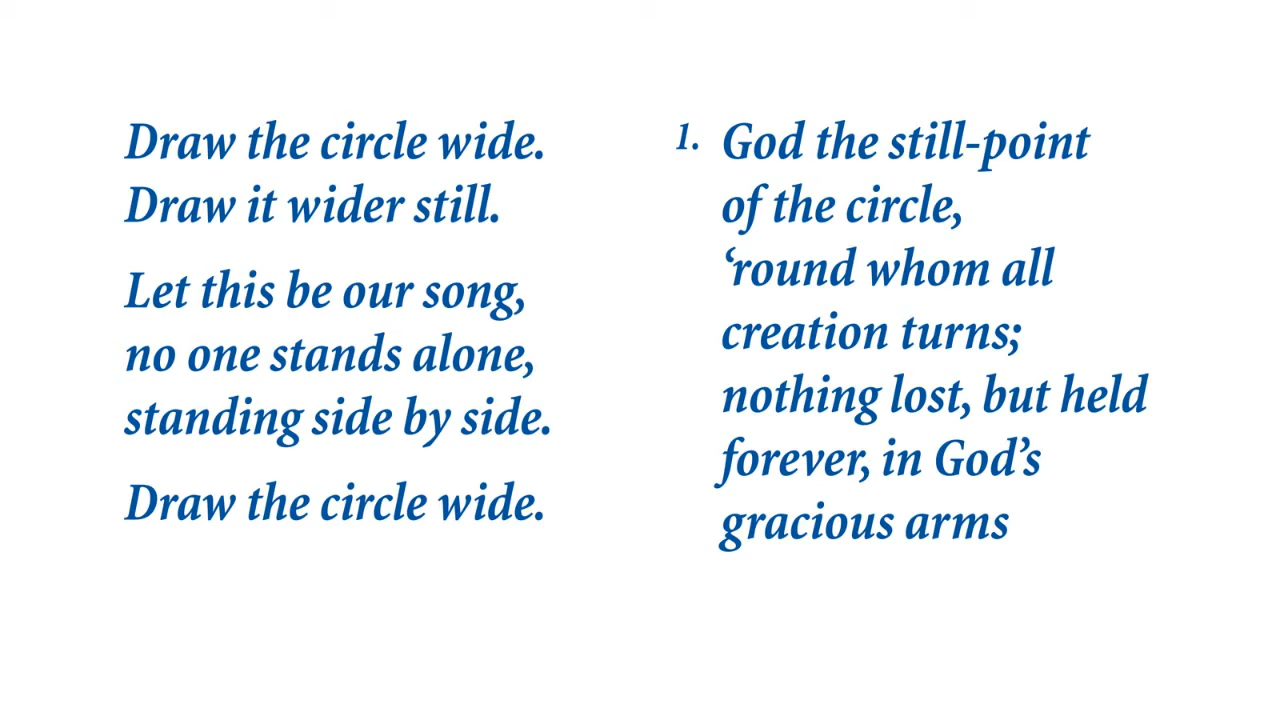 Draw the circle wide.
Draw it wider still.
Let this be our song,
no one stands alone,
standing side by side.
Draw the circle wide.
1. God the still-point
of the circle,
‘round whom all
creation turns;
nothing lost, but held
forever, in God’s
gracious arms